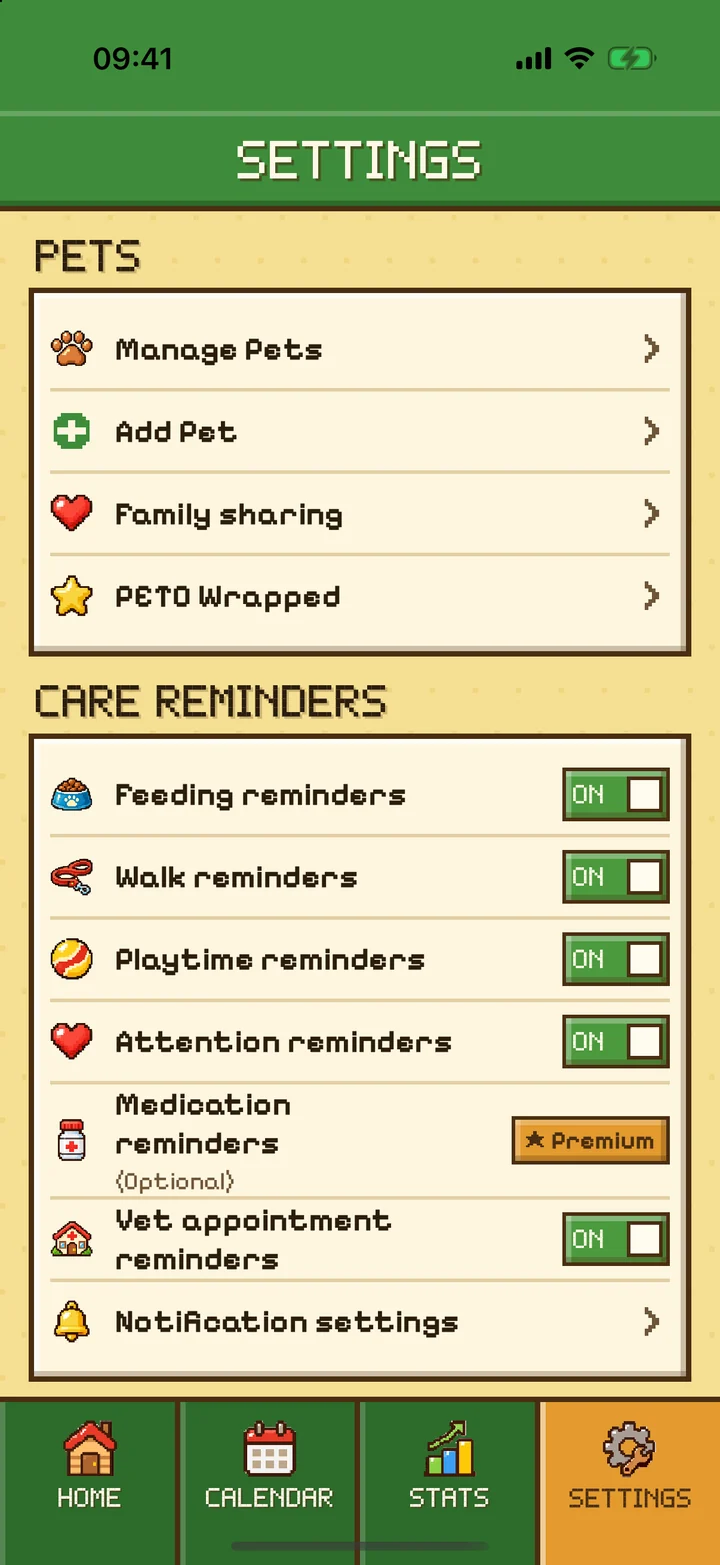 09:41
SETTINGS
PETS
Manage Pets
Add Pet
Family sharing
PETO Wrapped
CARE REMINDERS
Feeding reminders ON
Walk reminders ON
Playtime reminders ON
Attention reminders ON
Medication
reminders
(Optional)
★ Premium
Vet appointment
reminders
ON
Notification settings
HOME CALENDAR STATS SETTINGS